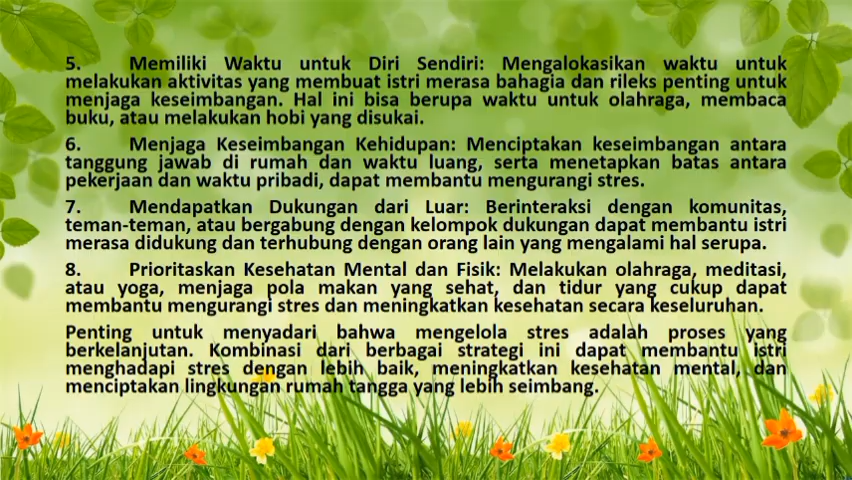 5. Memiliki Waktu untuk Diri Sendiri: Mengalokasikan waktu untuk
melakukan aktivitas yang membuat istri merasa bahagia dan rileks penting untuk
menjaga keseimbangan. Hal ini bisa berupa waktu untuk olahraga, membaca
buku, atau melakukan hobi yang disukai.
6. Menjaga Keseimbangan Kehidupan: Menciptakan keseimbangan antara
tanggung jawab di rumah dan waktu luang, serta menetapkan batas antara
pekerjaan dan waktu pribadi, dapat membantu mengurangi stres.
7. Mendapatkan Dukungan dari Luar: Berinteraksi dengan komunitas,
teman-teman, atau bergabung dengan kelompok dukungan dapat membantu istri
merasa didukung dan terhubung dengan orang lain yang mengalami hal serupa.
8. Prioritaskan Kesehatan Mental dan Fisik: Melakukan olahraga, meditasi,
atau yoga, menjaga pola makan yang sehat, dan tidur yang cukup dapat
membantu mengurangi stres dan meningkatkan kesehatan secara keseluruhan.
Penting untuk menyadari bahwa mengelola stres adalah proses yang
berkelanjutan. Kombinasi dari berbagai strategi ini dapat membantu istri
menghadapi stres dengan lebih baik, meningkatkan kesehatan mental, dan
menciptakan lingkungan rumah tangga yang lebih seimbang.